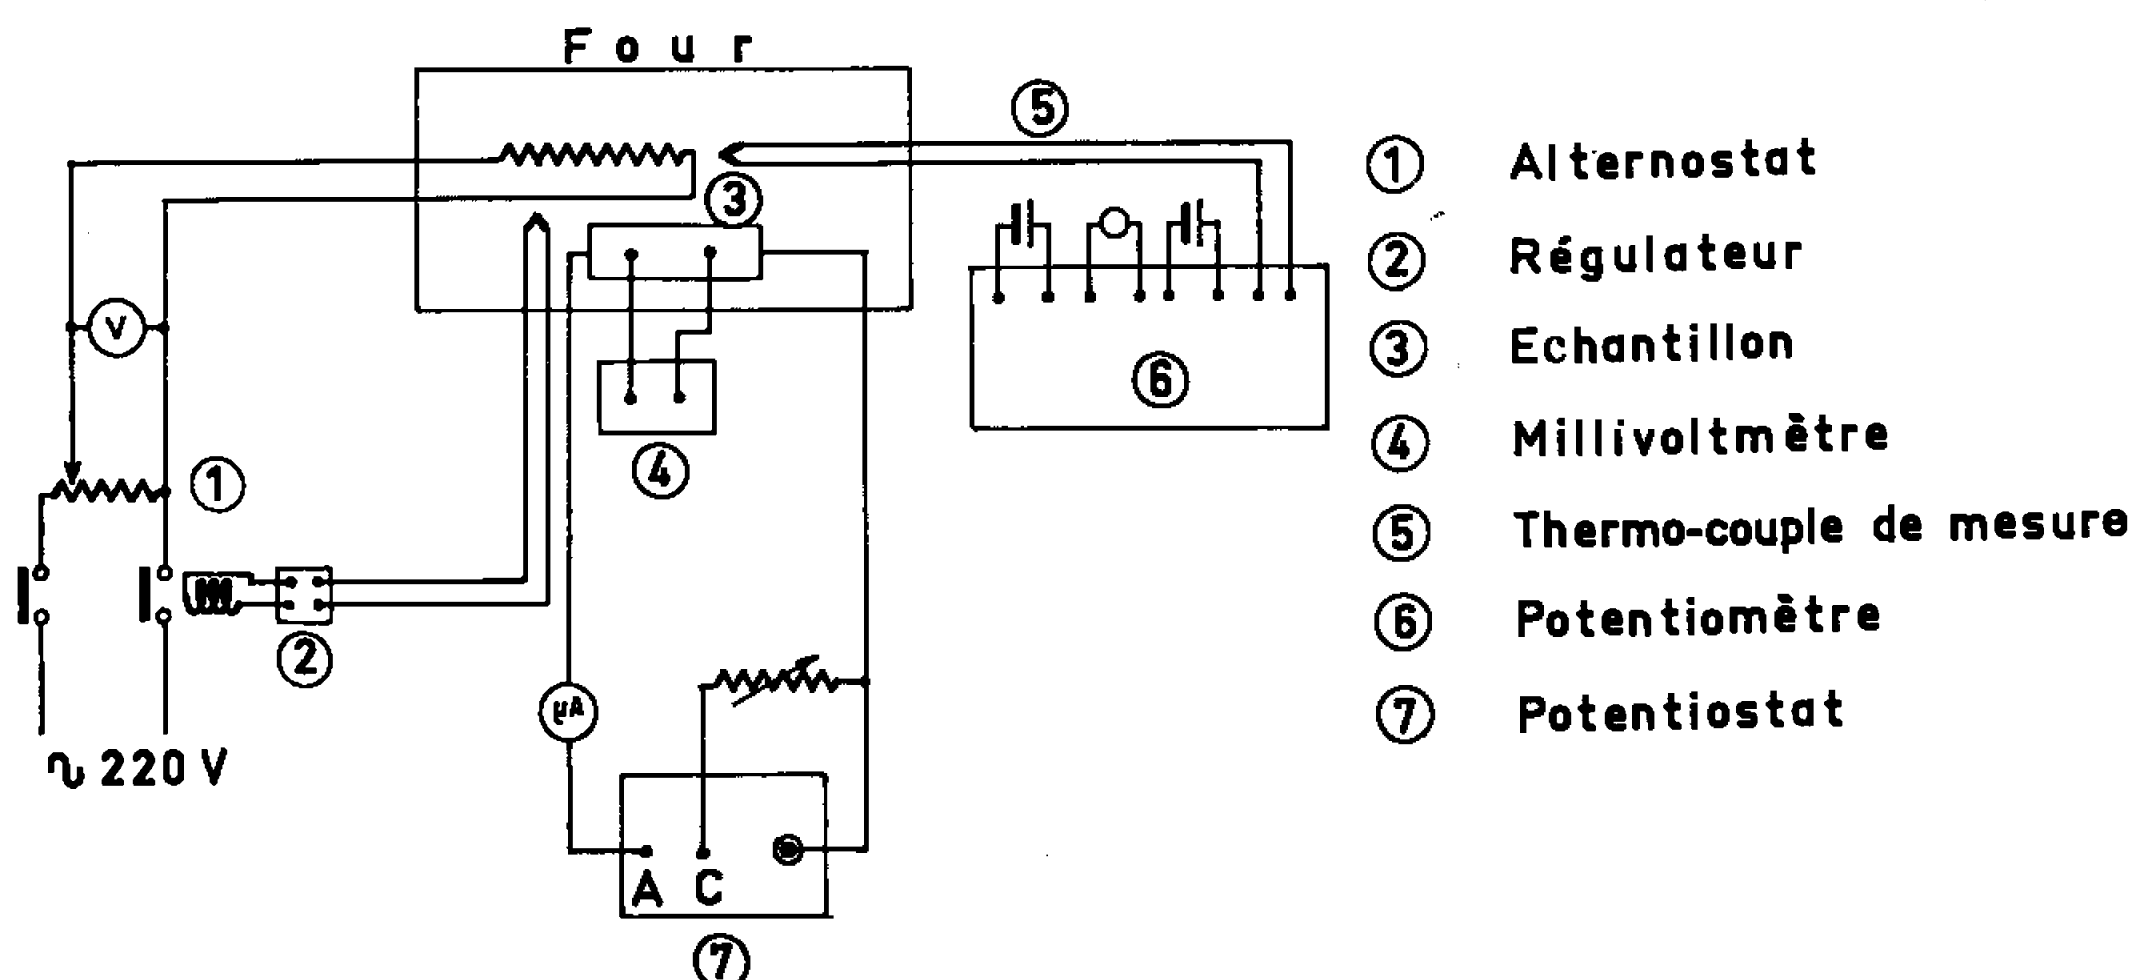 Four
5
3
V
6
4
1
2
µA
∿ 220 V
A C
7
1 Alternostat
2 Régulateur
3 Echantillon
4 Millivoltmètre
5 Thermo-couple de mesure
6 Potentiomètre
7 Potentiostat